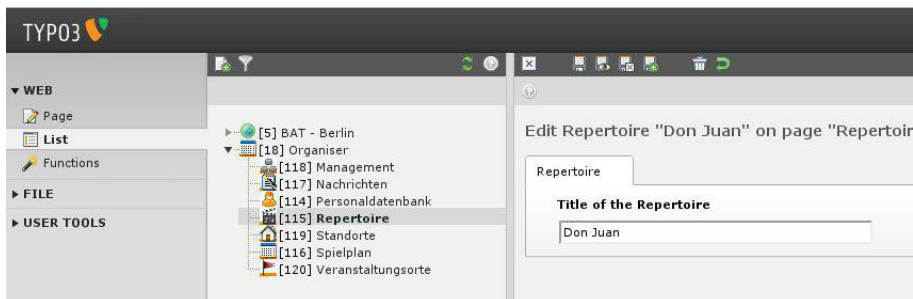 TYPO3
WEB
Page
List
Functions
FILE
USER TOOLS
[5] BAT - Berlin
[18] Organiser
[118] Management
[117] Nachrichten
[114] Personaldatenbank
[115] Repertoire
[119] Standorte
[116] Spielplan
[120] Veranstaltungsorte
Edit Repertoire "Don Juan" on page "Repertoir
Repertoire
Title of the Repertoire
Don Juan